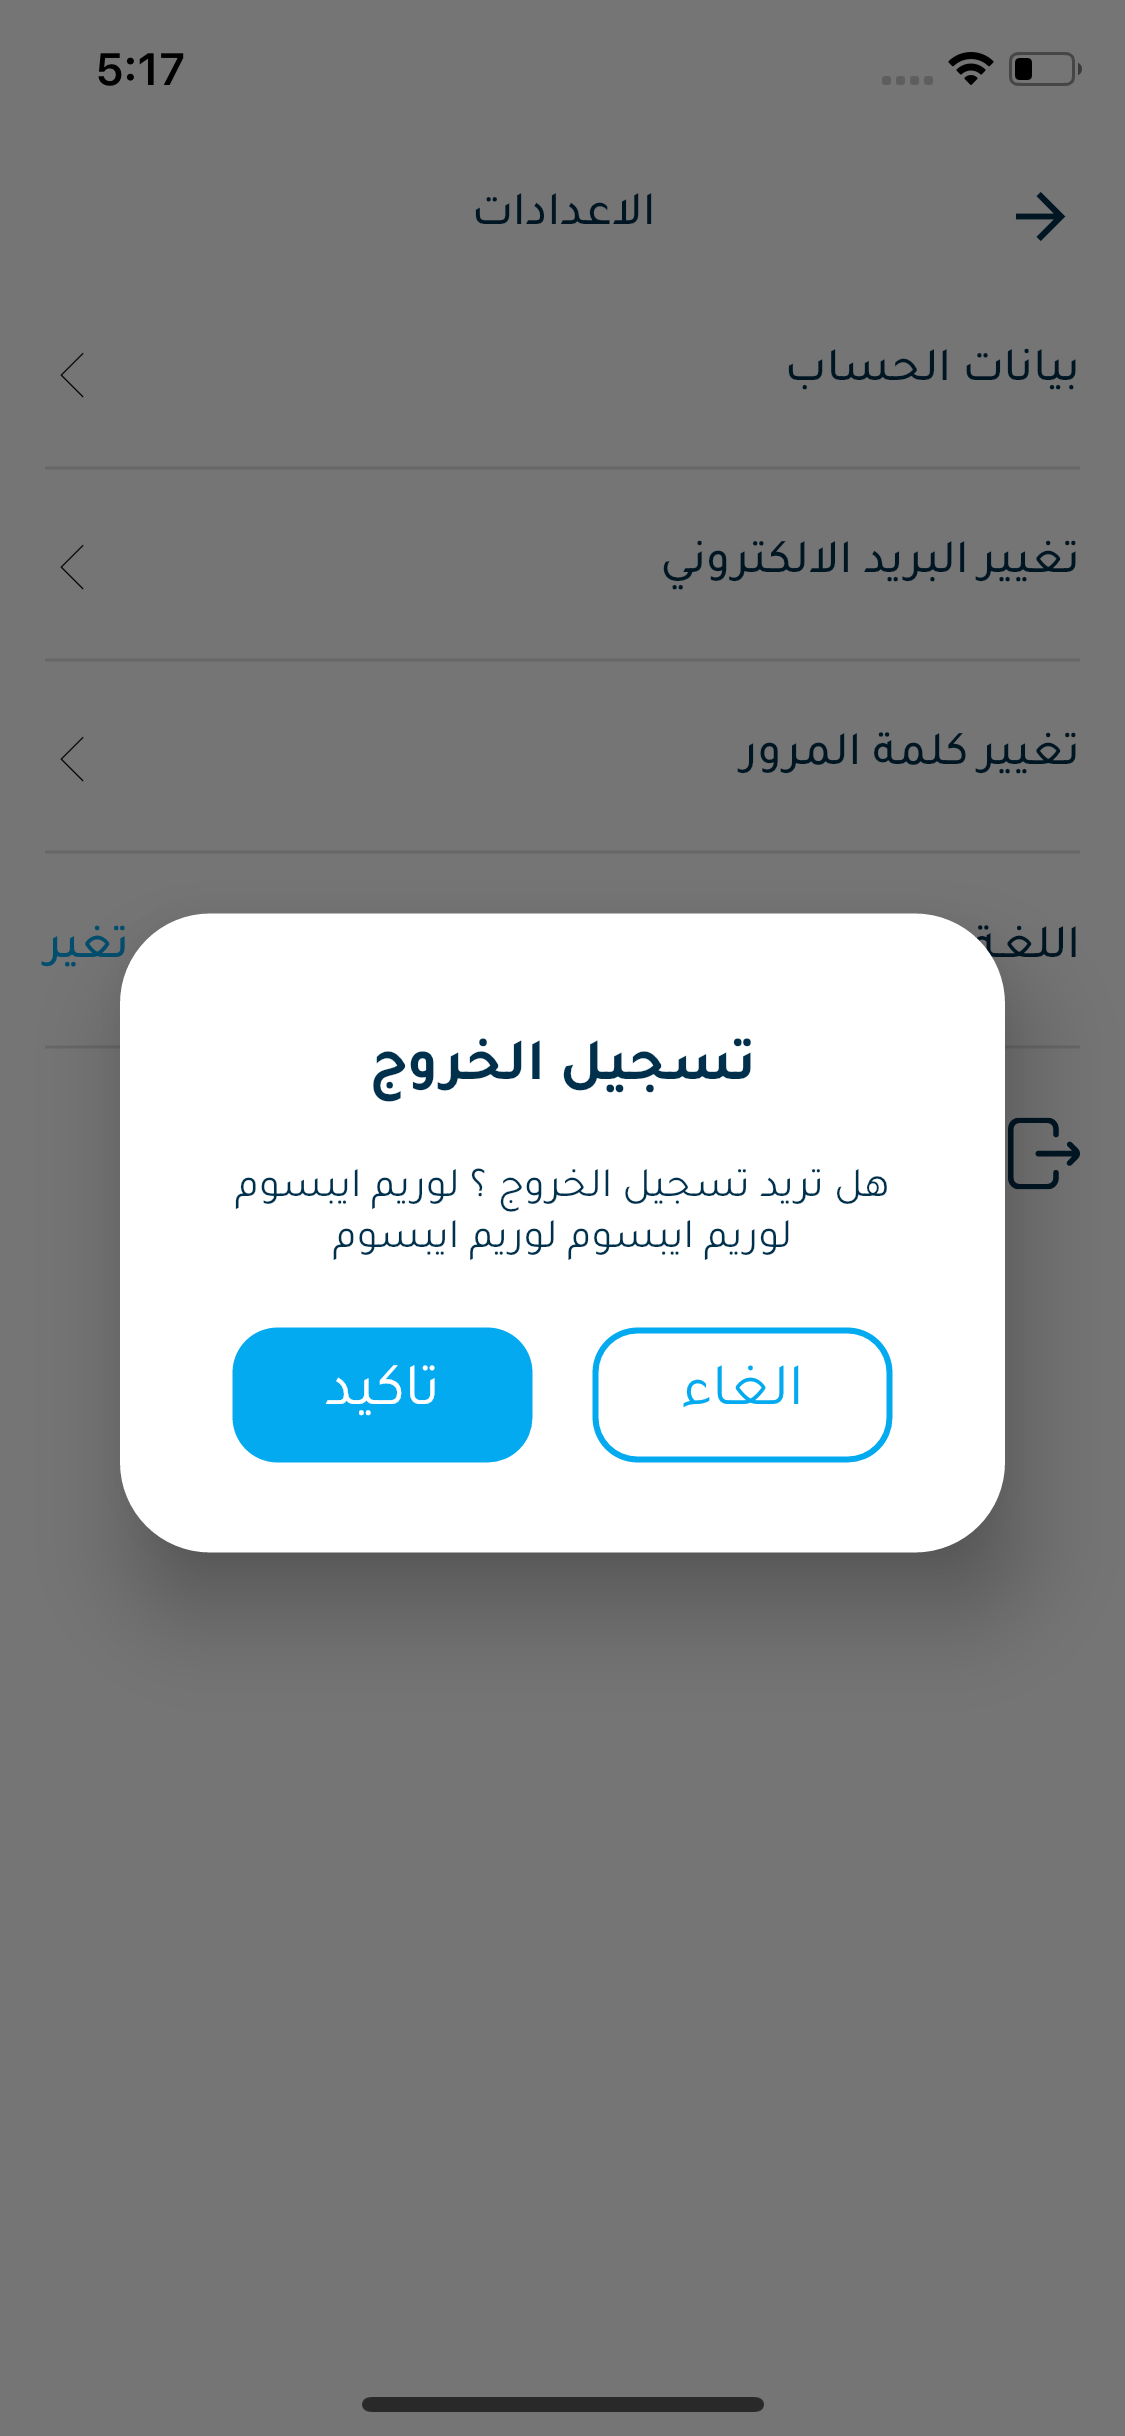 5:17
الاعدادات
بيانات الحساب
تغيير البريد الالكتروني
تغيير كلمة المرور
اللغة
تغير
تسجيل الخروج
هل تريد تسجيل الخروج ؟ لوريم ايبسوم
لوريم ايبسوم لوريم ايبسوم
الغاء
تاكيد